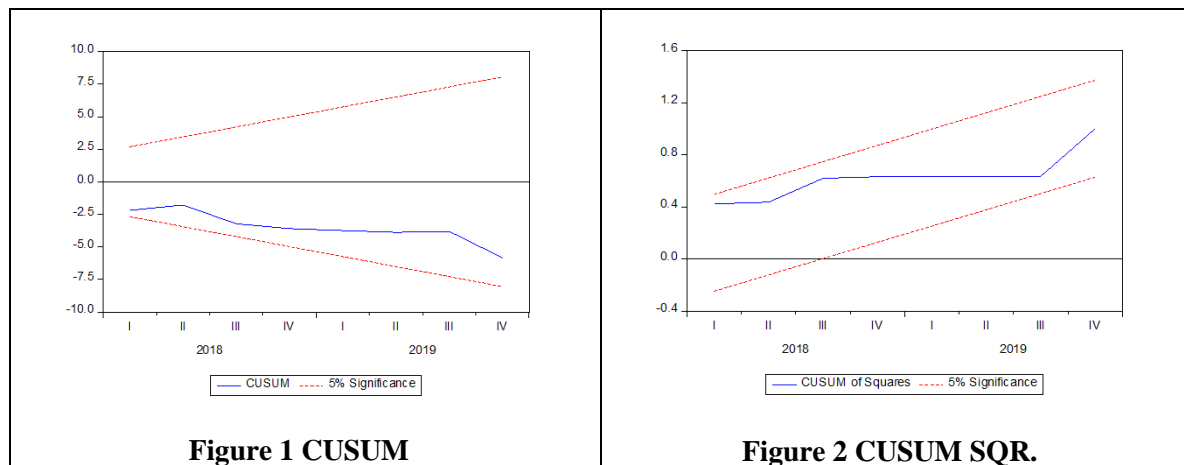 10.0
7.5
5.0
2.5
0.0
-2.5
-5.0
-7.5
-10.0
I II III IV I II III IV
2018 2019
CUSUM 5% Significance
Figure 1 CUSUM
1.6
1.2
0.8
0.4
0.0
-0.4
I II III IV I II III IV
2018 2019
CUSUM of Squares 5% Significance
Figure 2 CUSUM SQR.